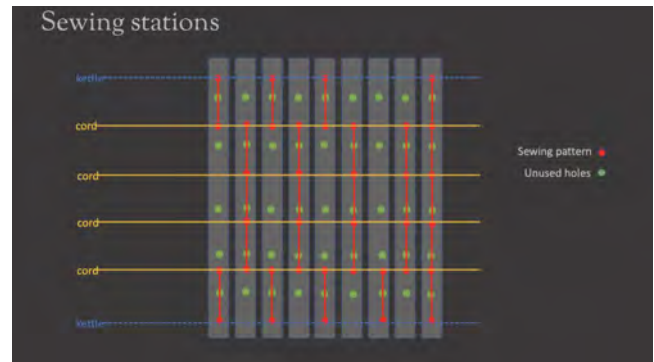 Sewing stations
kettle
cord
cord
Sewing pattern
Unused holes
cord
cord
kettle